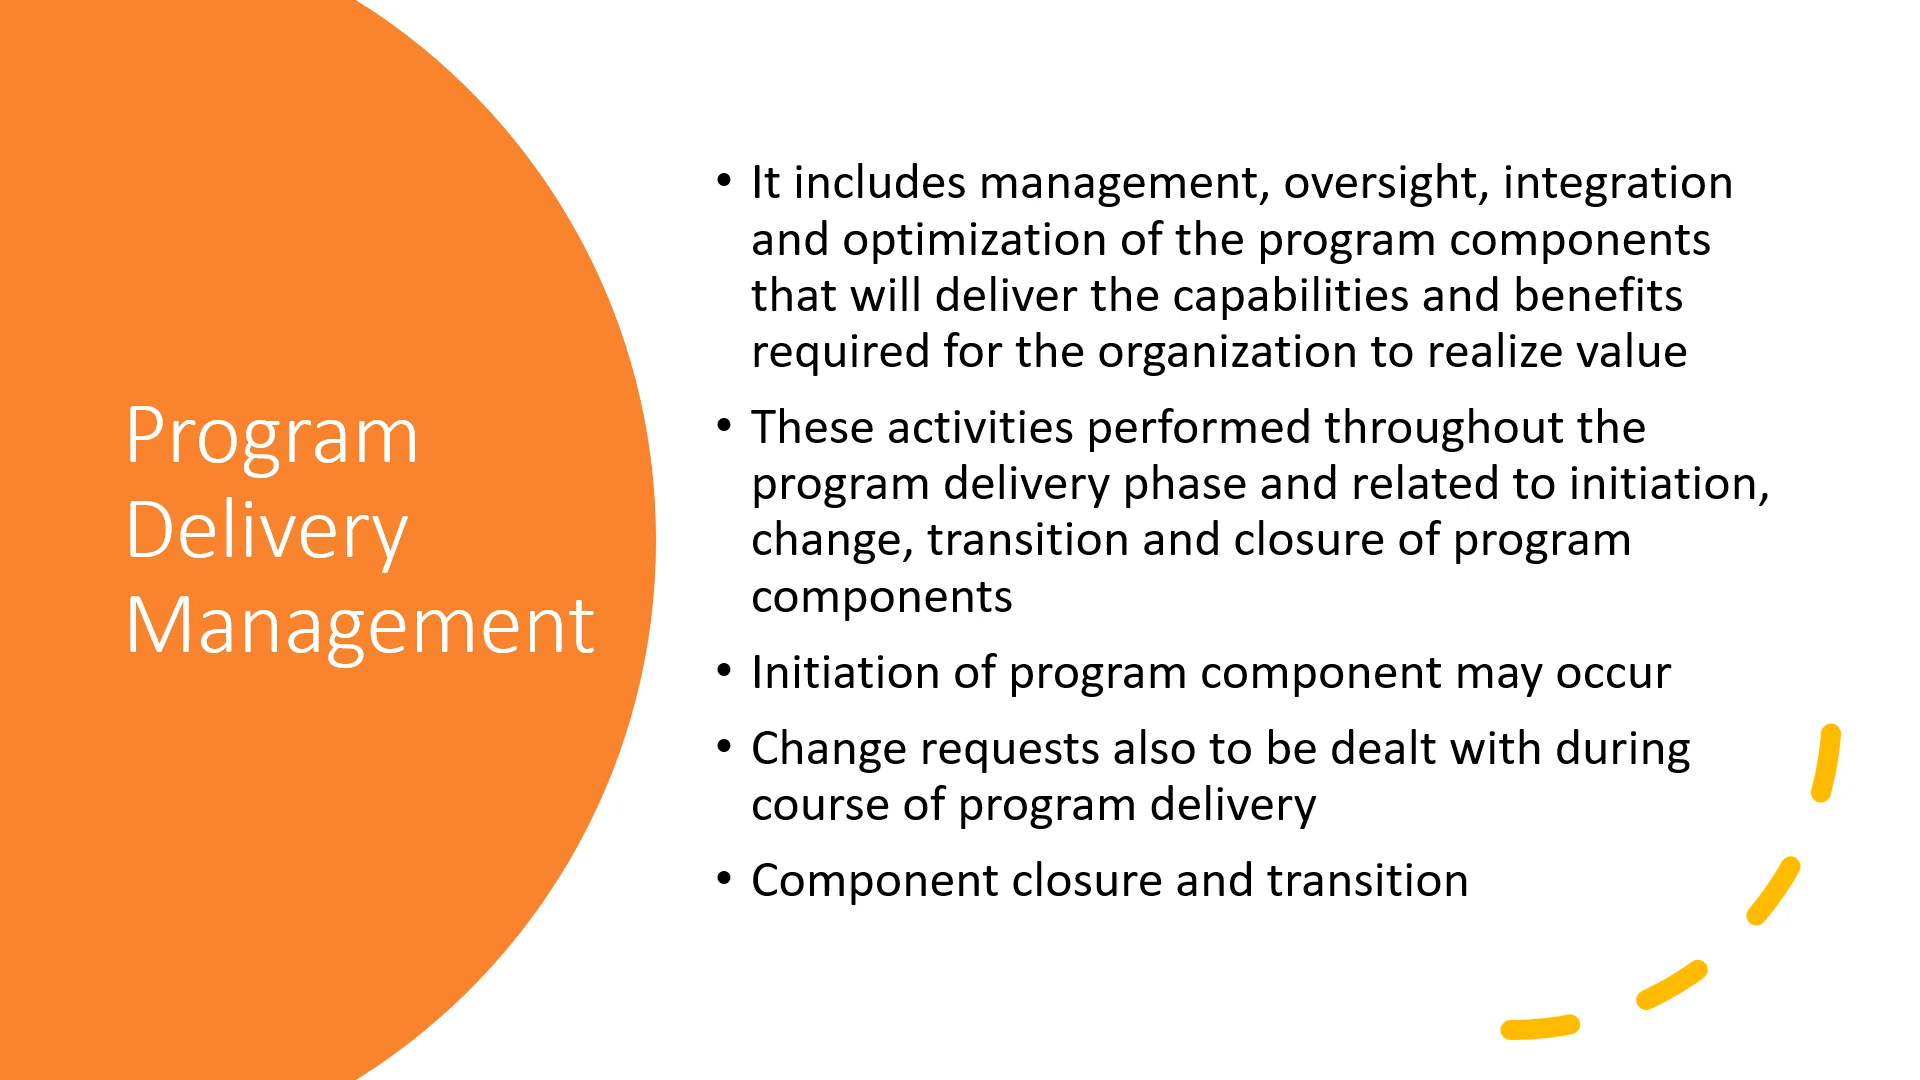 Program
Delivery
Management
• It includes management, oversight, integration
and optimization of the program components
that will deliver the capabilities and benefits
required for the organization to realize value
• These activities performed throughout the
program delivery phase and related to initiation,
change, transition and closure of program
components
• Initiation of program component may occur
• Change requests also to be dealt with during
course of program delivery
• Component closure and transition